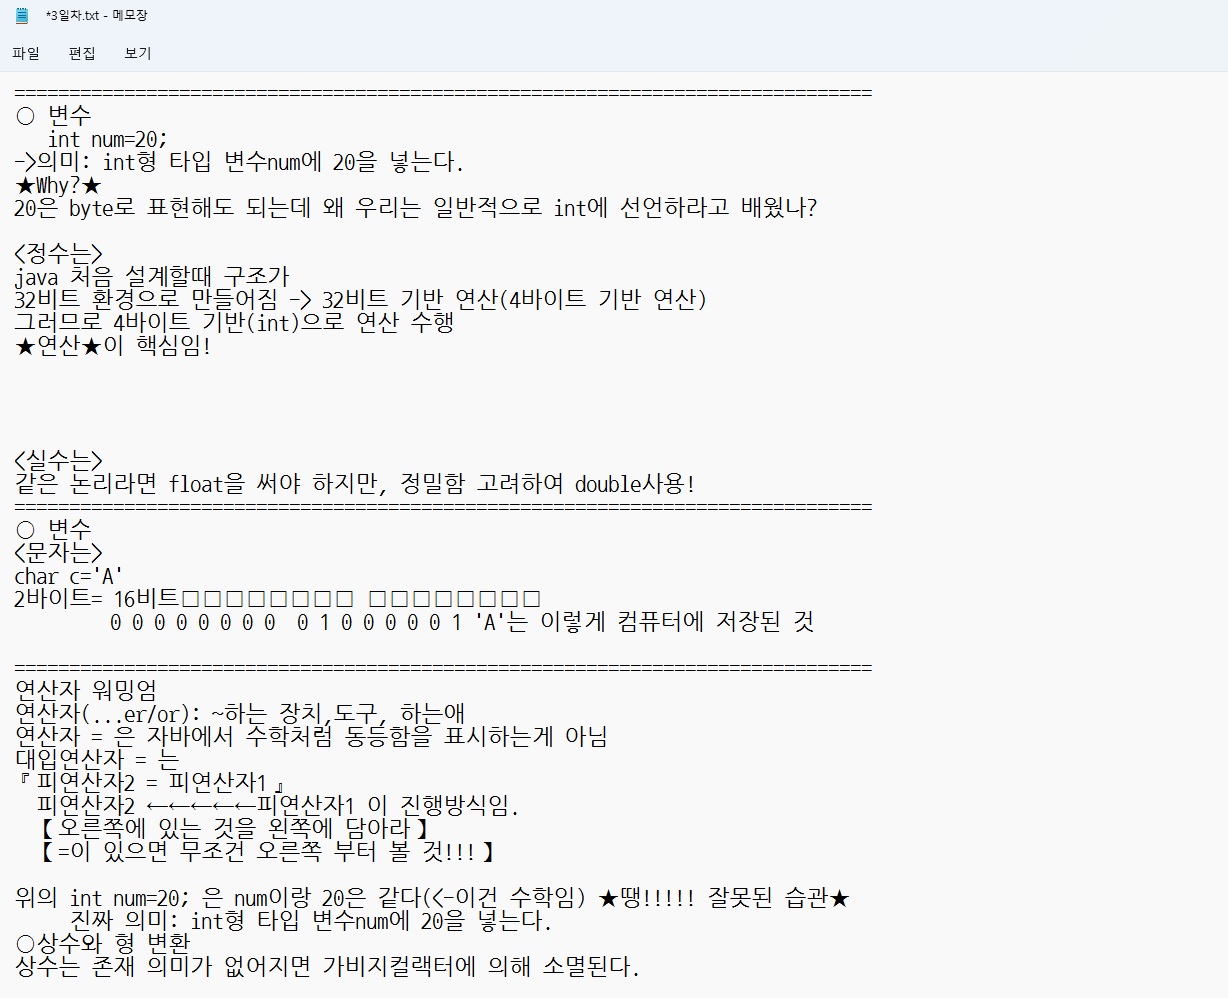 *3일차.txt - 메모장
파일 편집 보기
==============================================================================
○ 변수
int num=20;
->의미: int형 타입 변수num에 20을 넣는다.
★Why?★
20은 byte로 표현해도 되는데 왜 우리는 일반적으로 int에 선언하라고 배웠나?
<정수는>
java 처음 설계할때 구조가
32비트 환경으로 만들어짐 -> 32비트 기반 연산(4바이트 기반 연산)
그러므로 4바이트 기반(int)으로 연산 수행
★연산★이 핵심임!
<실수는>
같은 논리라면 float을 써야 하지만, 정밀함 고려하여 double사용!
==============================================================================
○ 변수
<문자는>
char c='A'
2바이트= 16비트□□□□□□□□ □□□□□□□□
0 0 0 0 0 0 0 0 0 1 0 0 0 0 0 1 'A'는 이렇게 컴퓨터에 저장된 것
==============================================================================
연산자 워밍엄
연산자(...er/or): ~하는 장치,도구, 하는애
연산자 = 은 자바에서 수학처럼 동등함을 표시하는게 아님
대입연산자 = 는
『피연산자2 = 피연산자1』
피연산자2 ←←←←←피연산자1 이 진행방식임.
【오른쪽에 있는 것을 왼쪽에 담아라】
【=이 있으면 무조건 오른쪽 부터 볼 것!!!】
위의 int num=20; 은 num이랑 20은 같다(<-이건 수학임) ★땡!!!!! 잘못된 습관★
진짜 의미: int형 타입 변수num에 20을 넣는다.
○상수와 형 변환
상수는 존재 의미가 없어지면 가비지컬랙터에 의해 소멸된다.